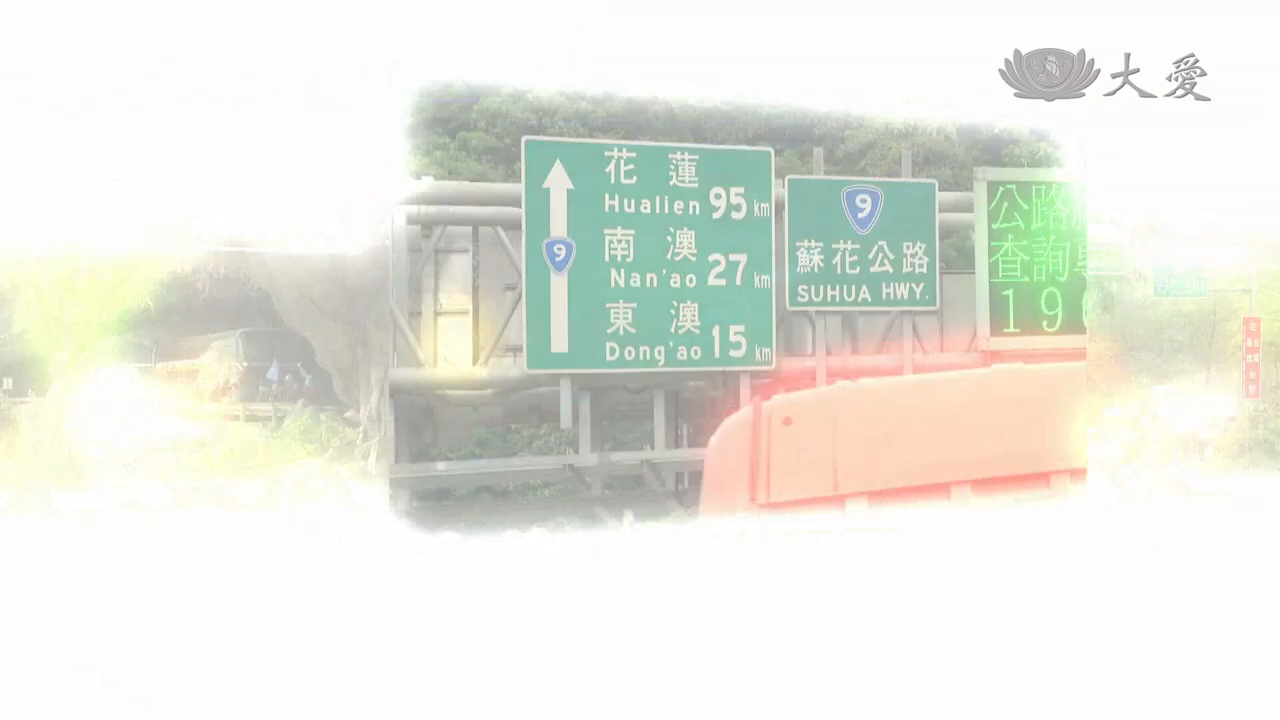 大愛
花蓮
Hualien 95 km
9
南澳
Nan'ao 27 km
東澳
Dong'ao 15 km
9
蘇花公路
SUHUA HWY.
公路
查詢
19